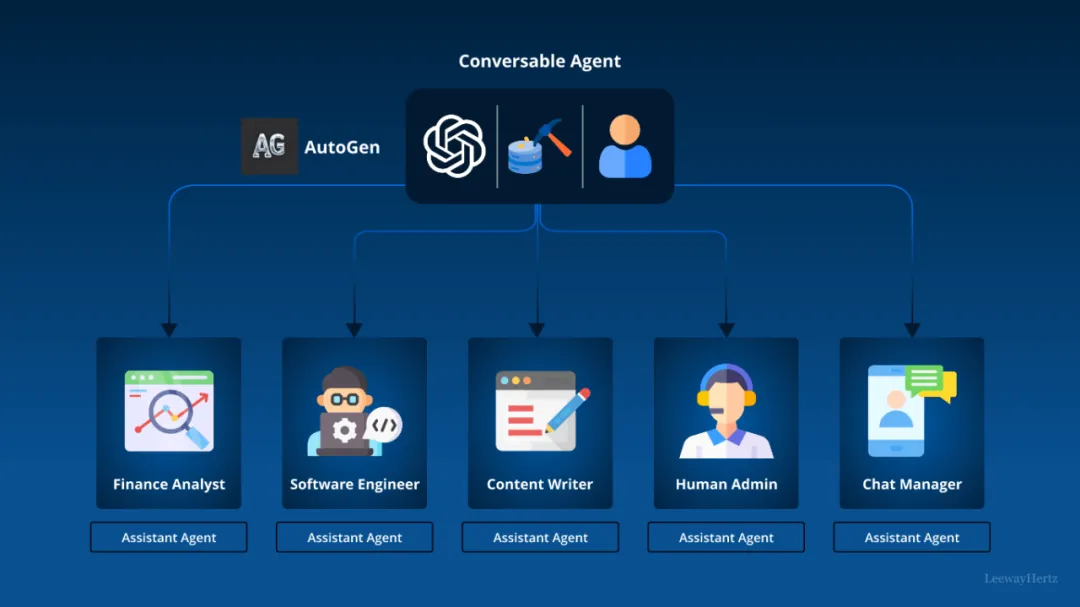 Conversable Agent
AG AutoGen
</>
Finance Analyst
Software Engineer
Content Writer
Human Admin
Chat Manager
Assistant Agent
Assistant Agent
Assistant Agent
Assistant Agent
Assistant Agent
LeewayHertz